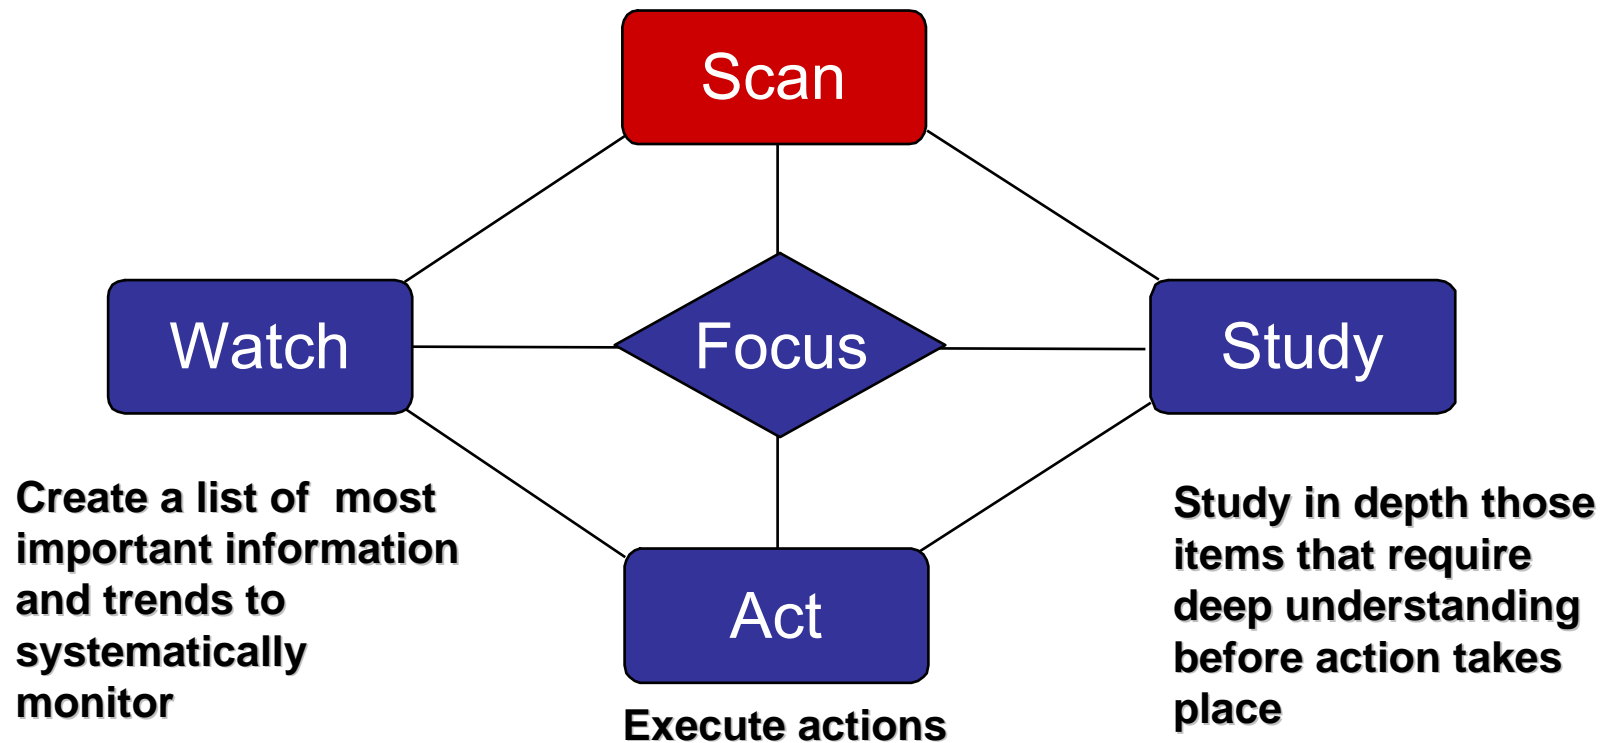 Scan
Watch
Focus
Study
Create a list of  most
important information
and trends to
systematically
monitor
Act
Execute actions
Study in depth those
items that require
deep understanding
before action takes
place